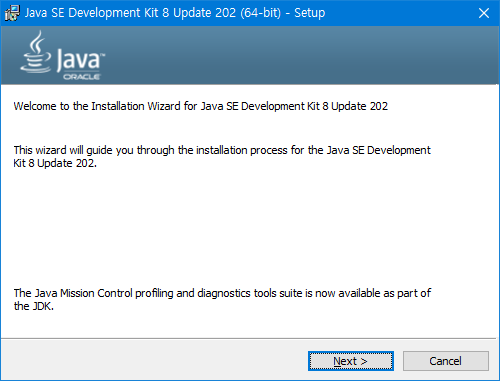 Java SE Development Kit 8 Update 202 (64-bit) - Setup
Java
ORACLE
Welcome to the Installation Wizard for Java SE Development Kit 8 Update 202
This wizard will guide you through the installation process for the Java SE Development
Kit 8 Update 202.
The Java Mission Control profiling and diagnostics tools suite is now available as part of
the JDK.
Next >
Cancel